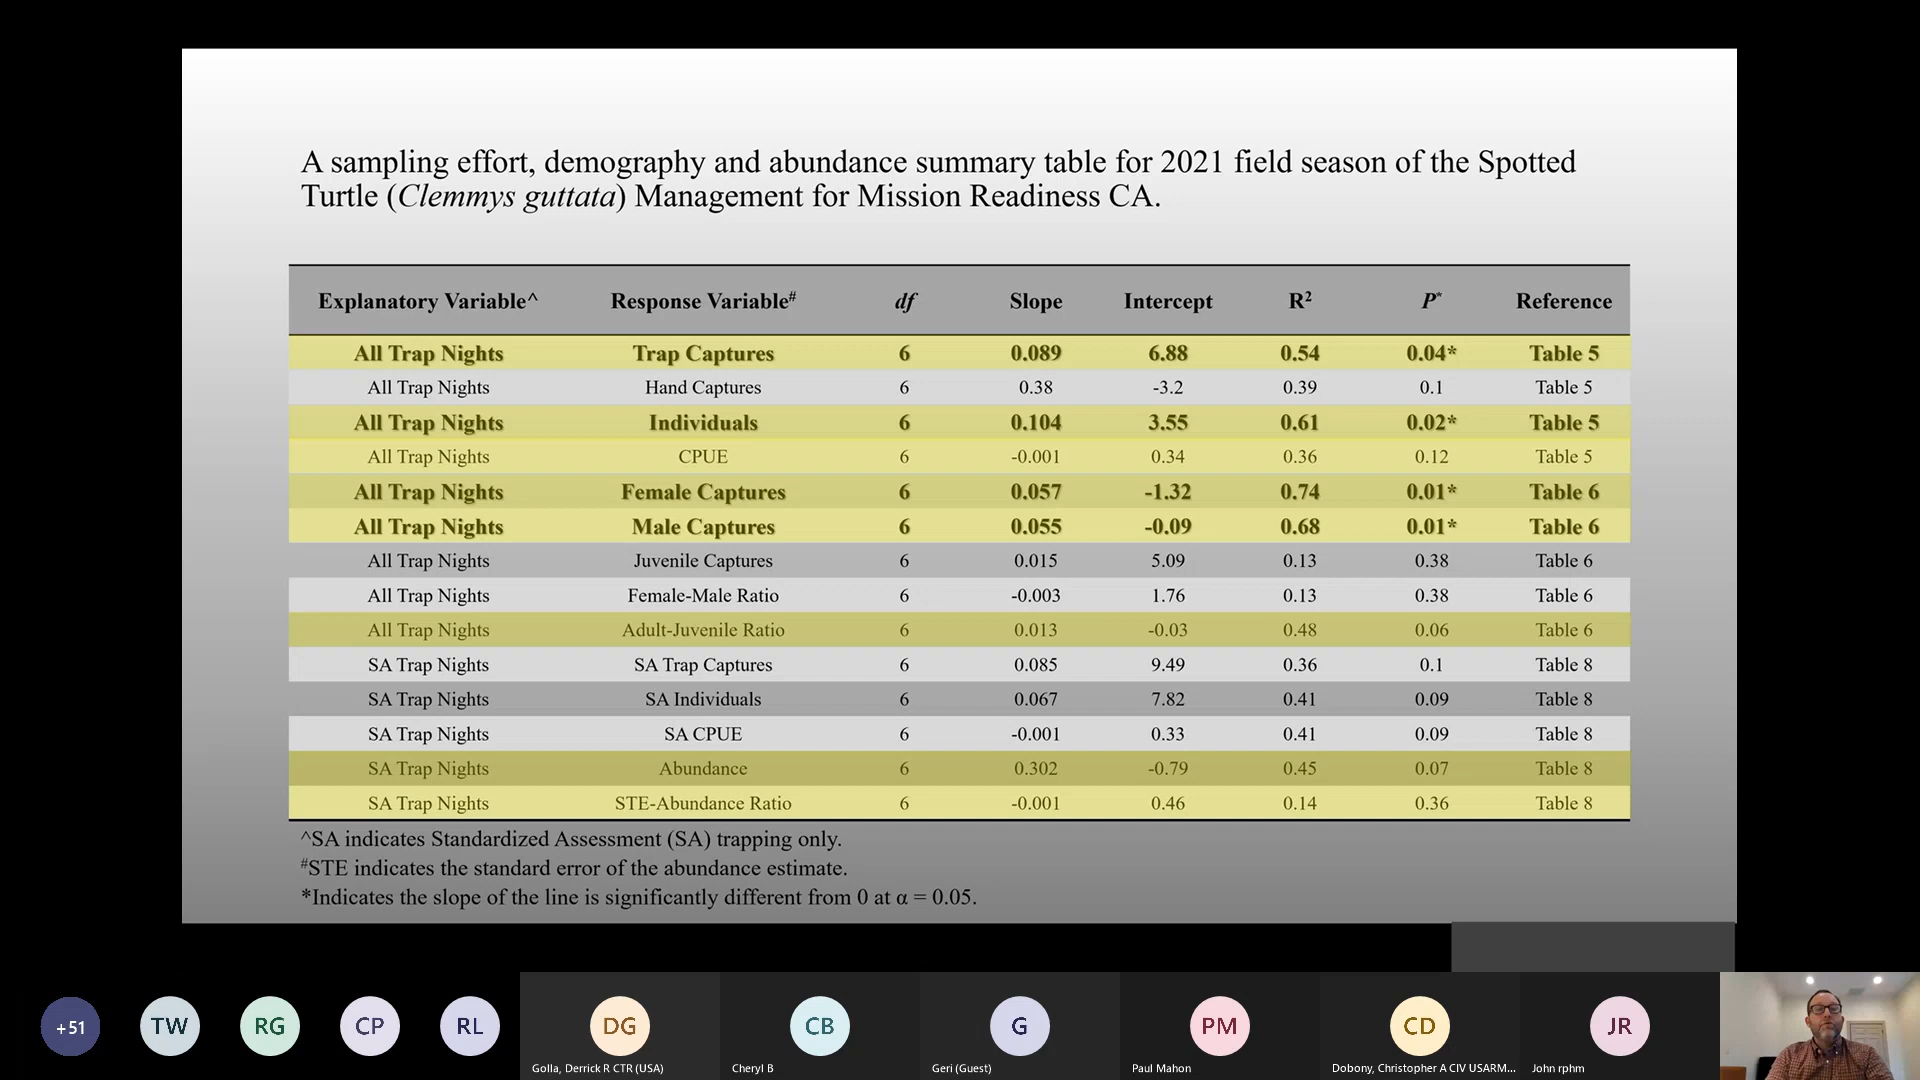 A sampling effort, demography and abundance summary table for 2021 field season of the Spotted
Turtle (Clemmys guttata) Management for Mission Readiness CA.
Explanatory Variable^ Response Variable# df Slope Intercept R² P* Reference
All Trap Nights Trap Captures 6 0.089 6.88 0.54 0.04* Table 5
All Trap Nights Hand Captures 6 0.38 -3.2 0.39 0.1 Table 5
All Trap Nights Individuals 6 0.104 3.55 0.61 0.02* Table 5
All Trap Nights CPUE 6 -0.001 0.34 0.36 0.12 Table 5
All Trap Nights Female Captures 6 0.057 -1.32 0.74 0.01* Table 6
All Trap Nights Male Captures 6 0.055 -0.09 0.68 0.01* Table 6
All Trap Nights Juvenile Captures 6 0.015 5.09 0.13 0.38 Table 6
All Trap Nights Female-Male Ratio 6 -0.003 1.76 0.13 0.38 Table 6
All Trap Nights Adult-Juvenile Ratio 6 0.013 -0.03 0.48 0.06 Table 6
SA Trap Nights SA Trap Captures 6 0.085 9.49 0.36 0.1 Table 8
SA Trap Nights SA Individuals 6 0.067 7.82 0.41 0.09 Table 8
SA Trap Nights SA CPUE 6 -0.001 0.33 0.41 0.09 Table 8
SA Trap Nights Abundance 6 0.302 -0.79 0.45 0.07 Table 8
SA Trap Nights STE-Abundance Ratio 6 -0.001 0.46 0.14 0.36 Table 8
^SA indicates Standardized Assessment (SA) trapping only.
#STE indicates the standard error of the abundance estimate.
*Indicates the slope of the line is significantly different from 0 at α = 0.05.
+51 TW RG CP RL DG CB G PM CD JR
Golla, Derrick R CTR (USA) Cheryl B Geri (Guest) Paul Mahon Dobony, Christopher A CIV USARM... John rphm